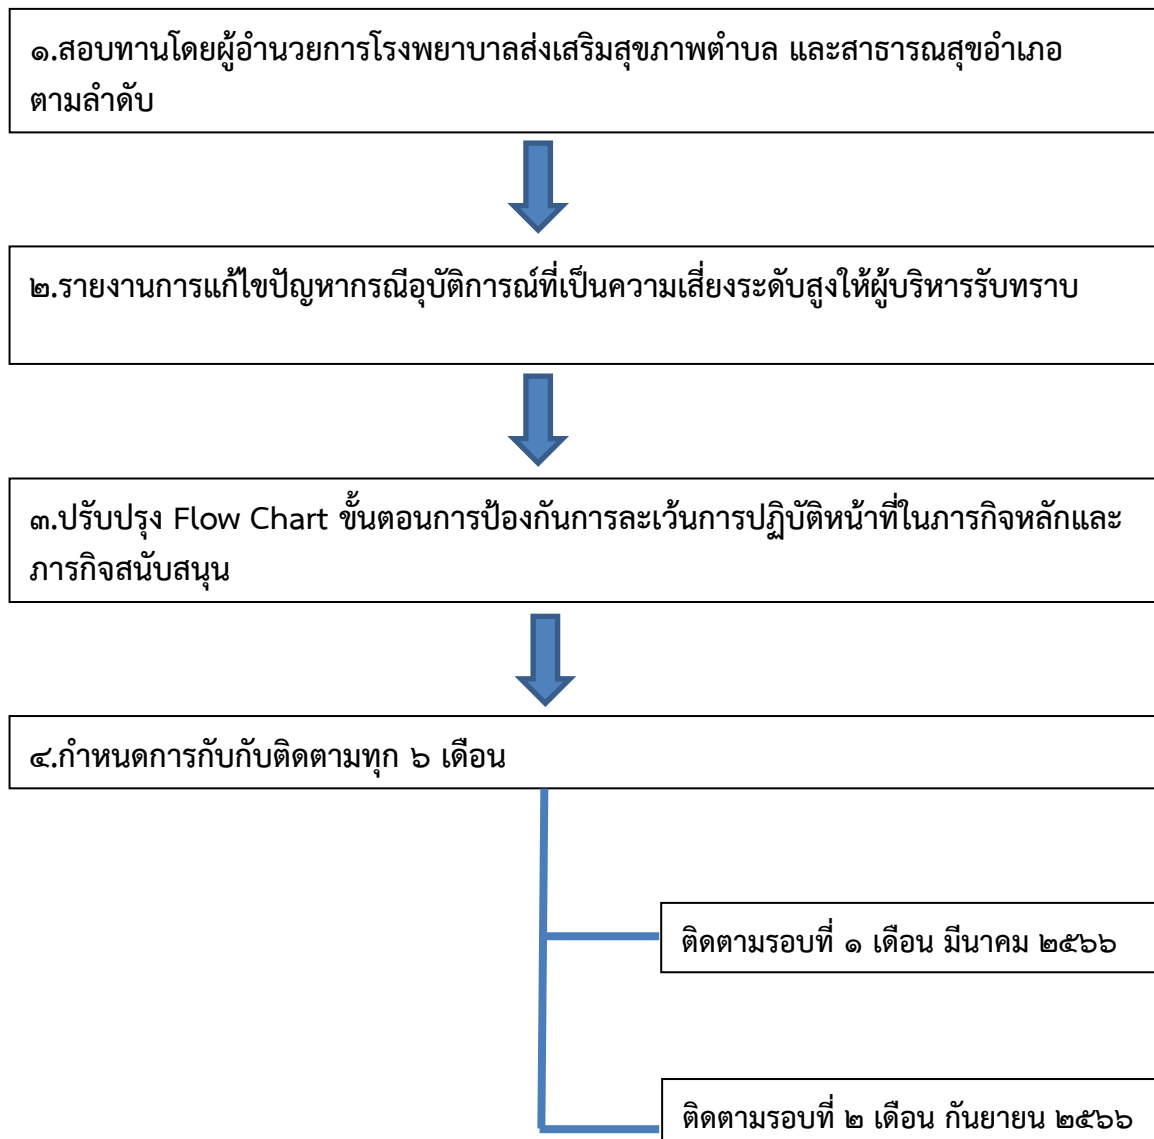 ๑.สอบทานโดยผู้อำนวยการโรงพยาบาลส่งเสริมสุขภาพตำบล และสาธารณสุขอำเภอ
ตามลำดับ
๒.รายงานการแก้ไขปัญหากรณีอุบัติการณ์ที่เป็นความเสี่ยงระดับสูงให้ผู้บริหารรับทราบ
๓.ปรับปรุง Flow Chart ขั้นตอนการป้องกันการละเว้นการปฏิบัติหน้าที่ในภารกิจหลักและ
ภารกิจสนับสนุน
๔.กำหนดการกับกับติดตามทุก ๖ เดือน
ติดตามรอบที่ ๑ เดือน มีนาคม ๒๕๖๖
ติดตามรอบที่ ๒ เดือน กันยายน ๒๕๖๖